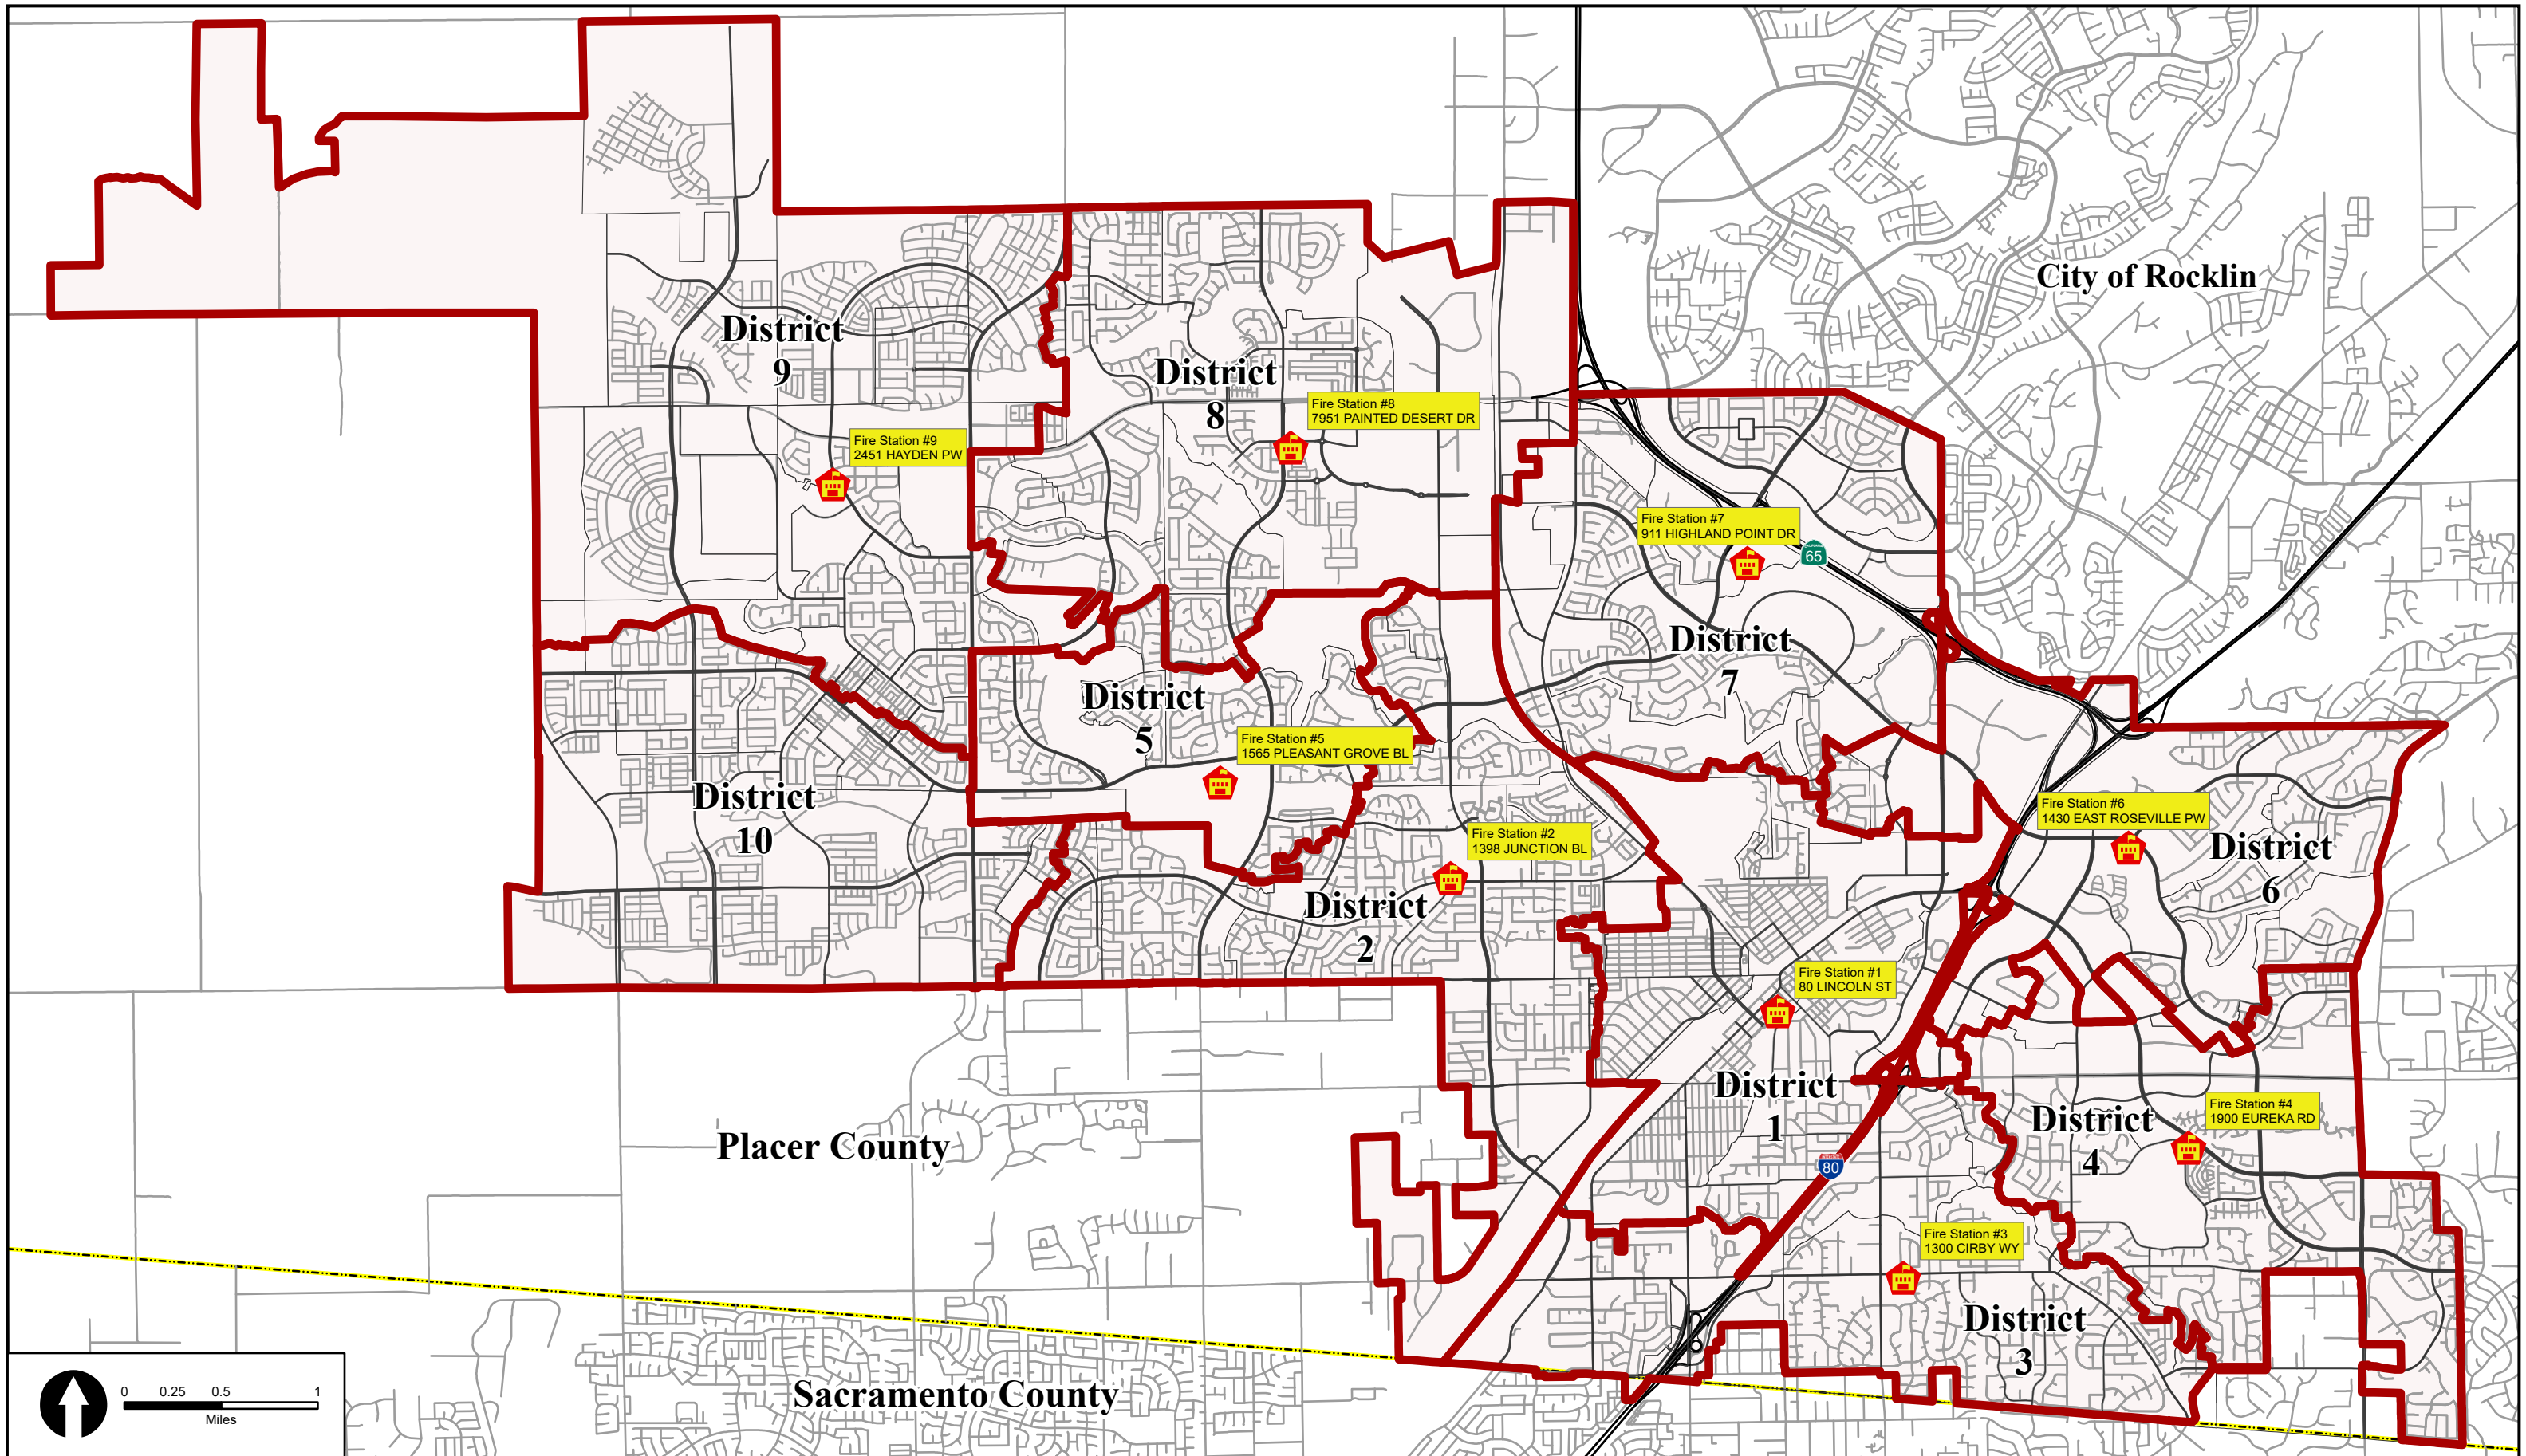 City of Rocklin
District
9
District
8
Fire Station #8
7951 PAINTED DESERT DR
Fire Station #9
2451 HAYDEN PW
Fire Station #7
911 HIGHLAND POINT DR
65
District
7
District
5
Fire Station #5
1565 PLEASANT GROVE BL
District
10
Fire Station #6
1430 EAST ROSEVILLE PW
District
6
Fire Station #2
1398 JUNCTION BL
District
2
Fire Station #1
80 LINCOLN ST
District
1
Fire Station #4
1900 EUREKA RD
District
4
Placer County
80
Fire Station #3
1300 CIRBY WY
District
3
Sacramento County
0 0.25 0.5 1
Miles